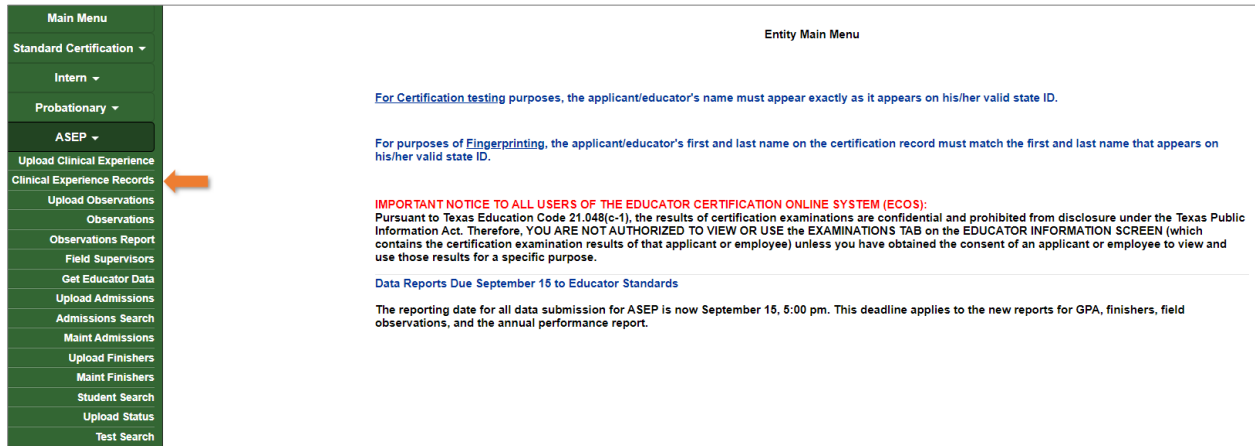 Main Menu
Standard Certification
Intern
Probationary
ASEP
Upload Clinical Experience
Clinical Experience Records
Upload Observations
Observations
Observations Report
Field Supervisors
Get Educator Data
Upload Admissions
Admissions Search
Maint Admissions
Upload Finishers
Maint Finishers
Student Search
Upload Status
Test Search
Entity Main Menu
For Certification testing purposes, the applicant/educator's name must appear exactly as it appears on his/her valid state ID.
For purposes of Fingerprinting, the applicant/educator's first and last name on the certification record must match the first and last name that appears on
his/her valid state ID.
IMPORTANT NOTICE TO ALL USERS OF THE EDUCATOR CERTIFICATION ONLINE SYSTEM (ECOS):
Pursuant to Texas Education Code 21.048(c-1), the results of certification examinations are confidential and prohibited from disclosure under the Texas Public
Information Act. Therefore, YOU ARE NOT AUTHORIZED TO VIEW OR USE the EXAMINATIONS TAB on the EDUCATOR INFORMATION SCREEN (which
contains the certification examination results of that applicant or employee) unless you have obtained the consent of an applicant or employee to view and
use those results for a specific purpose.
Data Reports Due September 15 to Educator Standards
The reporting date for all data submission for ASEP is now September 15, 5:00 pm. This deadline applies to the new reports for GPA, finishers, field
observations, and the annual performance report.